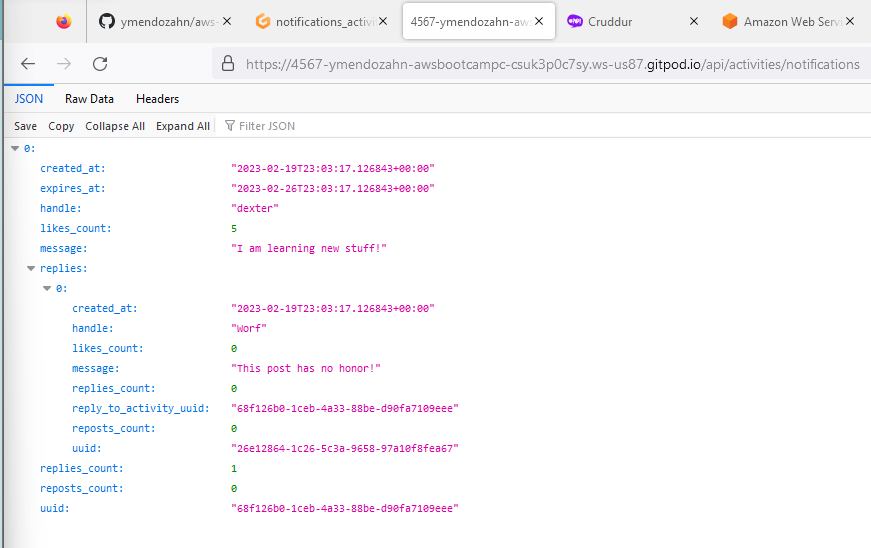 ymendozahn/aws- notifications_activi 4567-ymendozahn-aws Cruddur Amazon Web Servi
https://4567-ymendozahn-awsbootcampc-csuk3p0c7sy.ws-us87.gitpod.io/api/activities/notifications
JSON Raw Data Headers
Save Copy Collapse All Expand All Filter JSON
0:
created_at: "2023-02-19T23:03:17.126843+00:00"
expires_at: "2023-02-26T23:03:17.126843+00:00"
handle: "dexter"
likes_count: 5
message: "I am learning new stuff!"
replies:
0:
created_at: "2023-02-19T23:03:17.126843+00:00"
handle: "Worf"
likes_count: 0
message: "This post has no honor!"
replies_count: 0
reply_to_activity_uuid: "68f126b0-1ceb-4a33-88be-d90fa7109eee"
reposts_count: 0
uuid: "26e12864-1c26-5c3a-9658-97a10f8fea67"
replies_count: 1
reposts_count: 0
uuid: "68f126b0-1ceb-4a33-88be-d90fa7109eee"